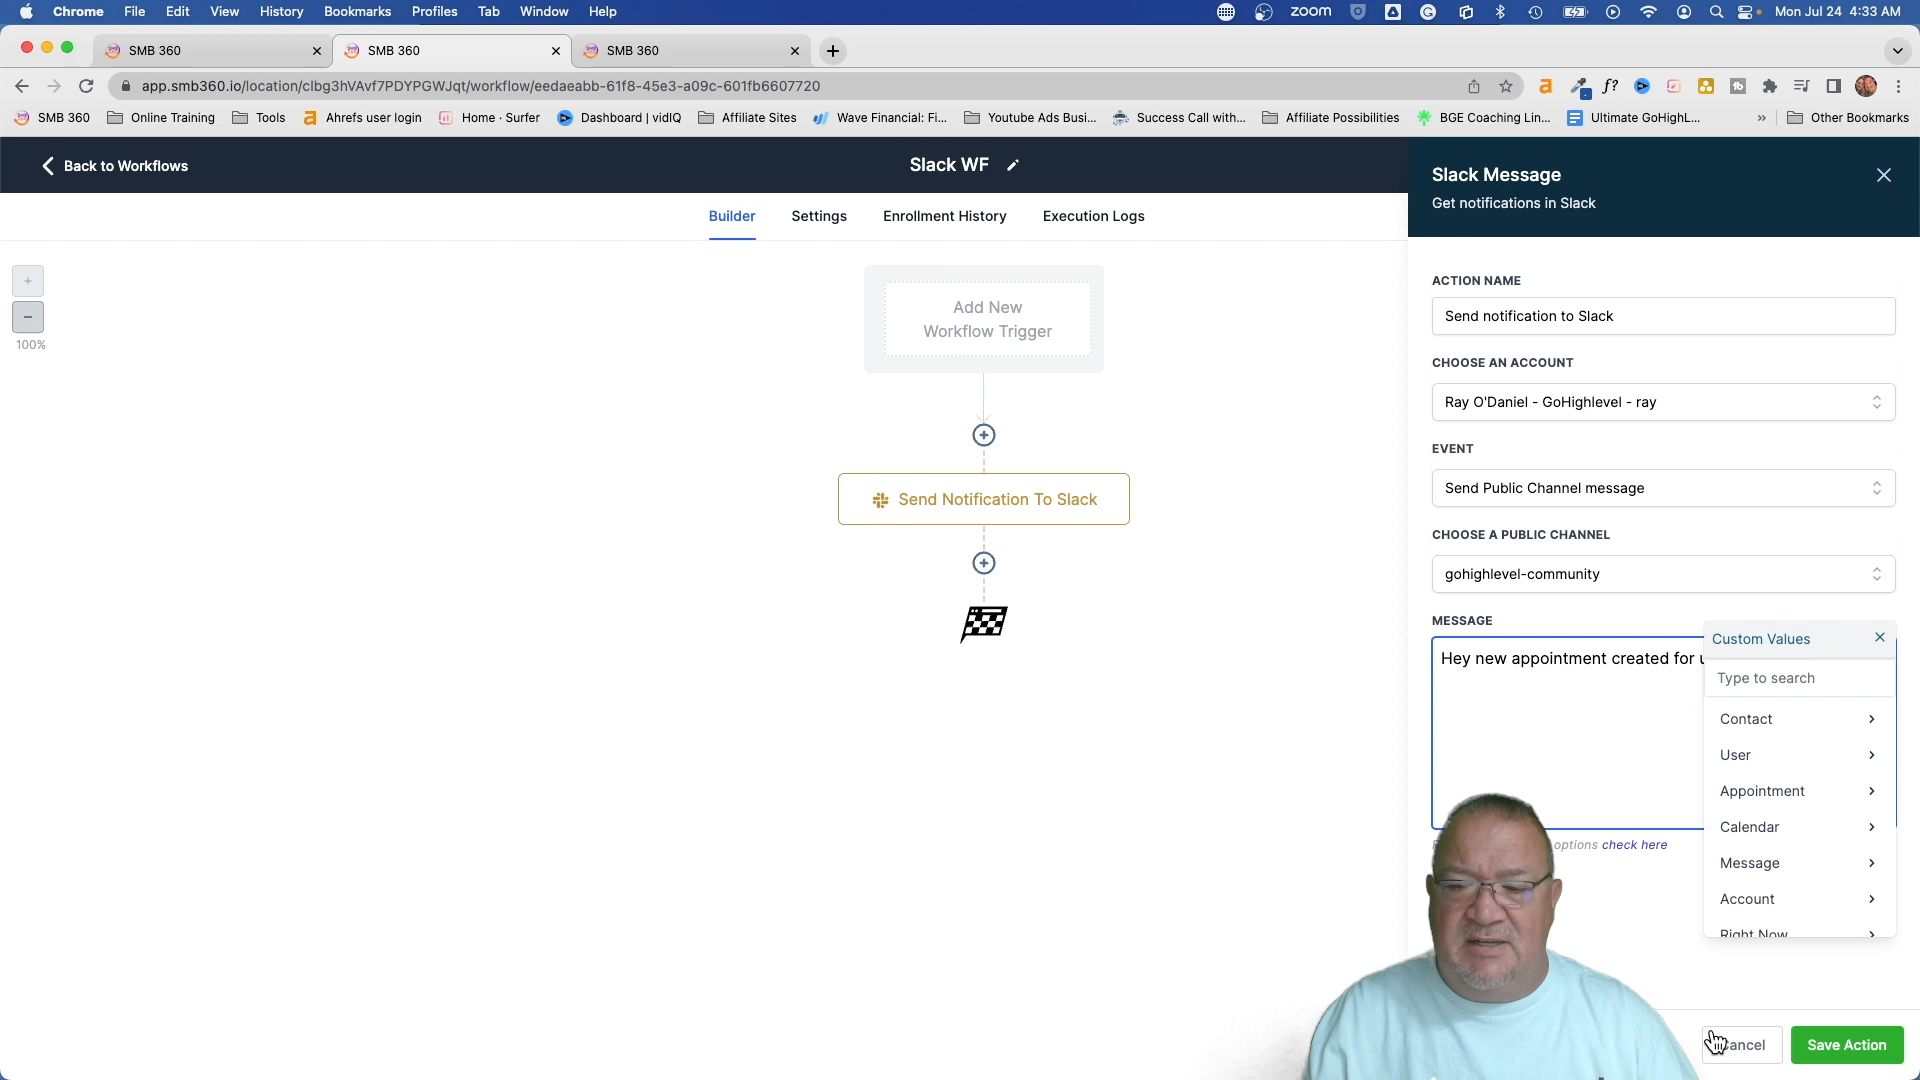 Chrome File Edit View History Bookmarks Profiles Tab Window Help
zoom
Mon Jul 24 4:33 AM
SMB 360
SMB 360
SMB 360
app.smb360.io/location/clbg3hVAvf7PDYPGWJqt/workflow/eedaeabb-61f8-45e3-a09c-601fb6607720
SMB 360 Online Training Tools Ahrefs user login Home · Surfer Dashboard | vidIQ Affiliate Sites Wave Financial: Fi... Youtube Ads Busi... Success Call with... Affiliate Possibilities BGE Coaching Lin... Ultimate GoHighL... » Other Bookmarks
Back to Workflows
Slack WF
Builder Settings Enrollment History Execution Logs
100%
Add New
Workflow Trigger
Send Notification To Slack
Slack Message
Get notifications in Slack
ACTION NAME
Send notification to Slack
CHOOSE AN ACCOUNT
Ray O'Daniel - GoHighlevel - ray
EVENT
Send Public Channel message
CHOOSE A PUBLIC CHANNEL
gohighlevel-community
MESSAGE
Hey new appointment created for
Custom Values
Type to search
Contact
User
Appointment
Calendar
Message
Account
Right Now
options check here
Cancel
Save Action